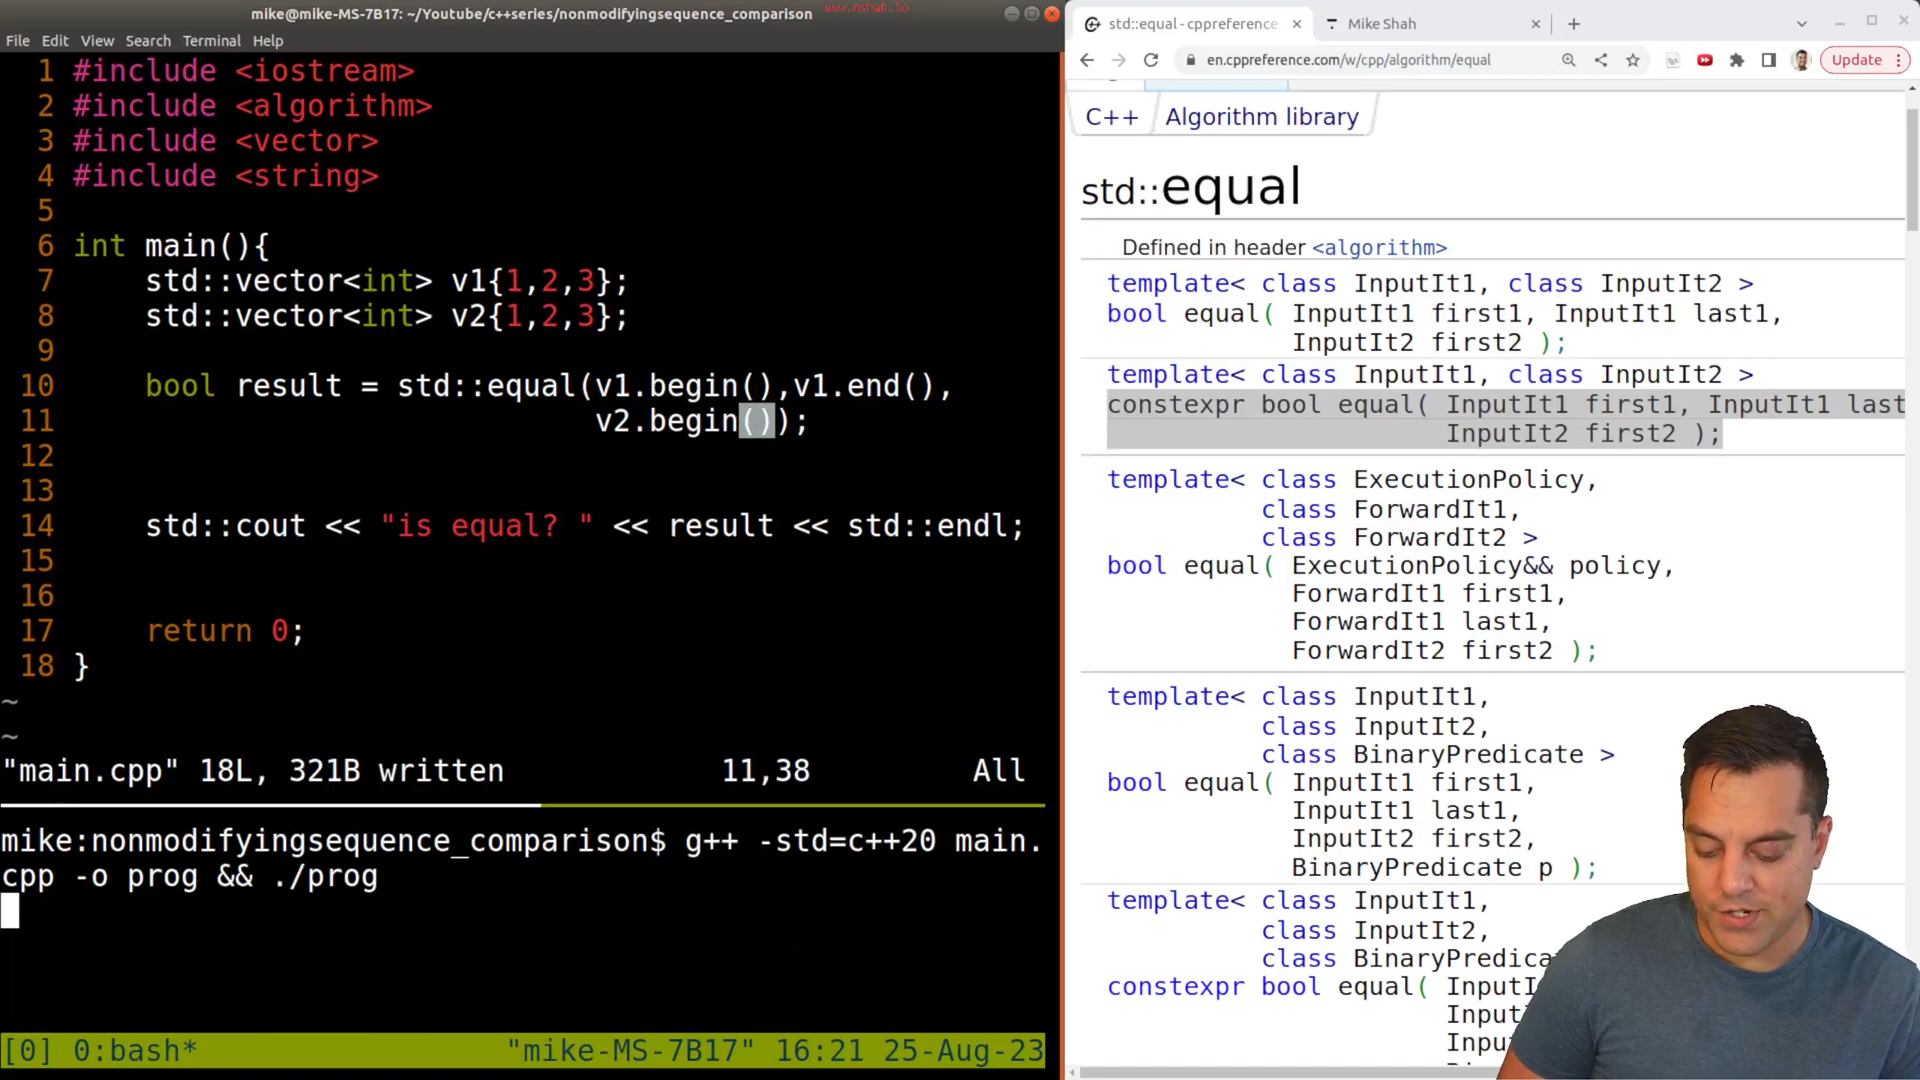 mike@mike-MS-7B17: ~/Youtube/c++series/nonmodifyingsequence_comparison
www.mshah.io
File Edit View Search Terminal Help
1 #include <iostream>
2 #include <algorithm>
3 #include <vector>
4 #include <string>
5
6 int main(){
7 std::vector<int> v1{1,2,3};
8 std::vector<int> v2{1,2,3};
9
10 bool result = std::equal(v1.begin(),v1.end(),
11 v2.begin());
12
13
14 std::cout << "is equal? " << result << std::endl;
15
16
17 return 0;
18 }
~
~
"main.cpp" 18L, 321B written 11,38 All
mike:nonmodifyingsequence_comparison$ g++ -std=c++20 main.
cpp -o prog && ./prog
[0] 0:bash* "mike-MS-7B17" 16:21 25-Aug-23
std::equal - cppreference.
Mike Shah
en.cppreference.com/w/cpp/algorithm/equal
Update
C++ Algorithm library
std::equal
Defined in header <algorithm>
template< class InputIt1, class InputIt2 >
bool equal( InputIt1 first1, InputIt1 last1,
InputIt2 first2 );
template< class InputIt1, class InputIt2 >
constexpr bool equal( InputIt1 first1, InputIt1 last
InputIt2 first2 );
template< class ExecutionPolicy,
class ForwardIt1,
class ForwardIt2 >
bool equal( ExecutionPolicy&& policy,
ForwardIt1 first1,
ForwardIt1 last1,
ForwardIt2 first2 );
template< class InputIt1,
class InputIt2,
class BinaryPredicate >
bool equal( InputIt1 first1,
InputIt1 last1,
InputIt2 first2,
BinaryPredicate p );
template< class InputIt1,
class InputIt2,
class BinaryPredica
constexpr bool equal( InputI
Input
Inpu